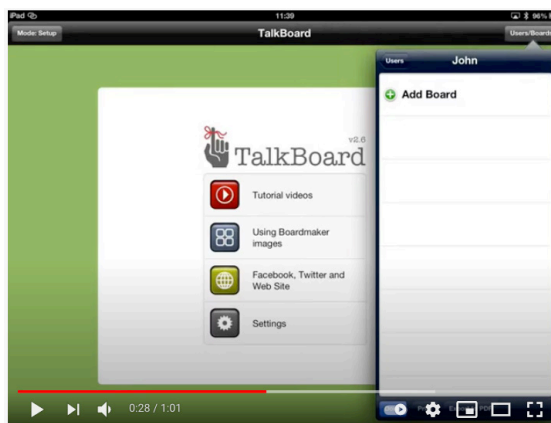 iPad 11:39 96%
Mode: Setup TalkBoard Users/Boards
Users John
Add Board
v2.6
TalkBoard
Tutorial videos
Using Boardmaker
images
Facebook, Twitter and
Web Site
Settings
0:28 / 1:01
PDF